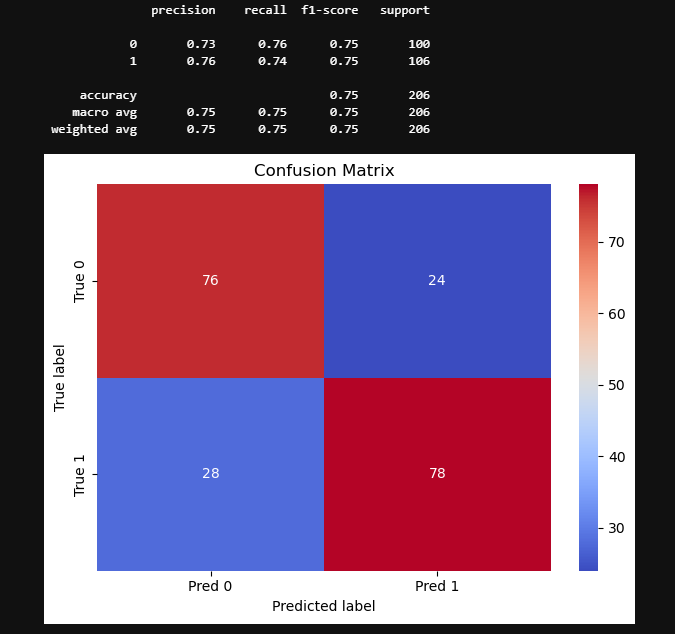 precision recall f1-score support
0 0.73 0.76 0.75 100
1 0.76 0.74 0.75 106
accuracy 0.75 206
macro avg 0.75 0.75 0.75 206
weighted avg 0.75 0.75 0.75 206
Confusion Matrix
True 0
76
24
True 1
28
78
True label
Pred 0
Pred 1
Predicted label
70
60
50
40
30